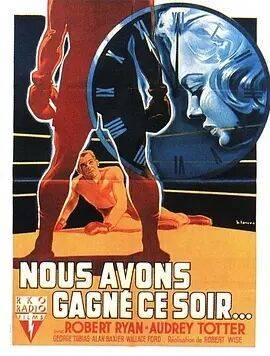 NOUS AVONS
GAGNÉ CE SOIR...
RKO
RADIO
FILMS
avec ROBERT RYAN - AUDREY TOTTER
GEORGE TOBIAS ALAN BAXTER WALLACE FORD. Réalisation de ROBERT WISE